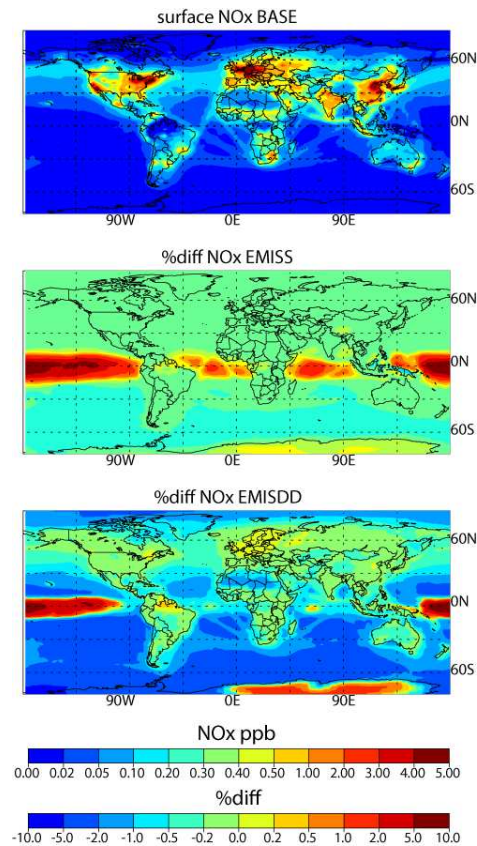 surface NOx BASE
60N
0N
60S
90W 0E 90E
%diff NOx EMISS
60N
0N
60S
90W 0E 90E
%diff NOx EMISDD
60N
0N
60S
90W 0E 90E
NOx ppb
0.00 0.02 0.05 0.10 0.20 0.30 0.40 0.50 1.00 2.00 3.00 4.00 5.00
%diff
-10.0 -5.0 -2.0 -1.0 -0.5 -0.2 0.0 0.2 0.5 1.0 2.0 5.0 10.0